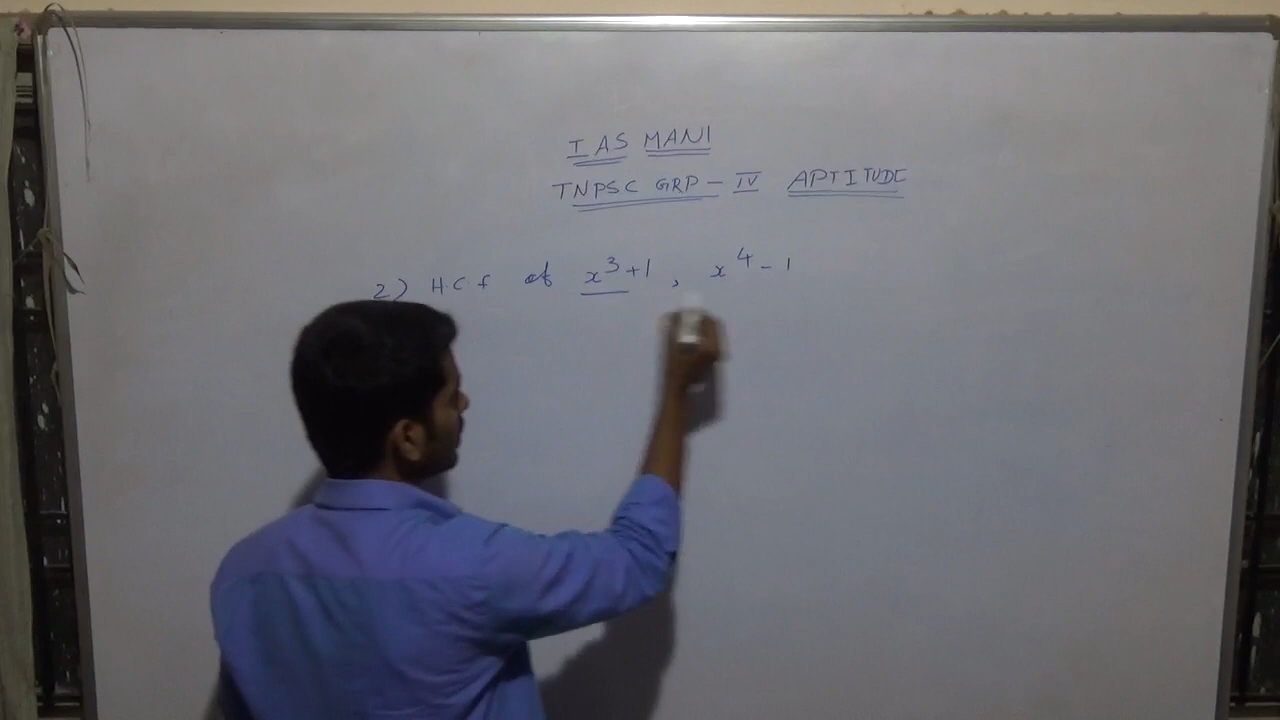 IAS MANI
TNPSC GRP - IV APTITUDE
2) H.C.f of x³+1 , x⁴-1